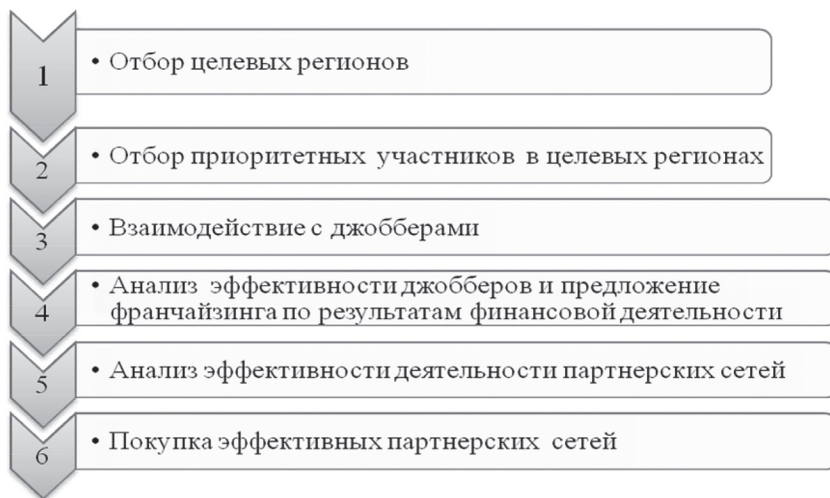 1
• Отбор целевых регионов
2
• Отбор приоритетных участников в целевых регионах
3
• Взаимодействие с джобберами
4
• Анализ эффективности джобберов и предложение
франчайзинга по результатам финансовой деятельности
5
• Анализ эффективности деятельности партнерских сетей
6
• Покупка эффективных партнерских сетей